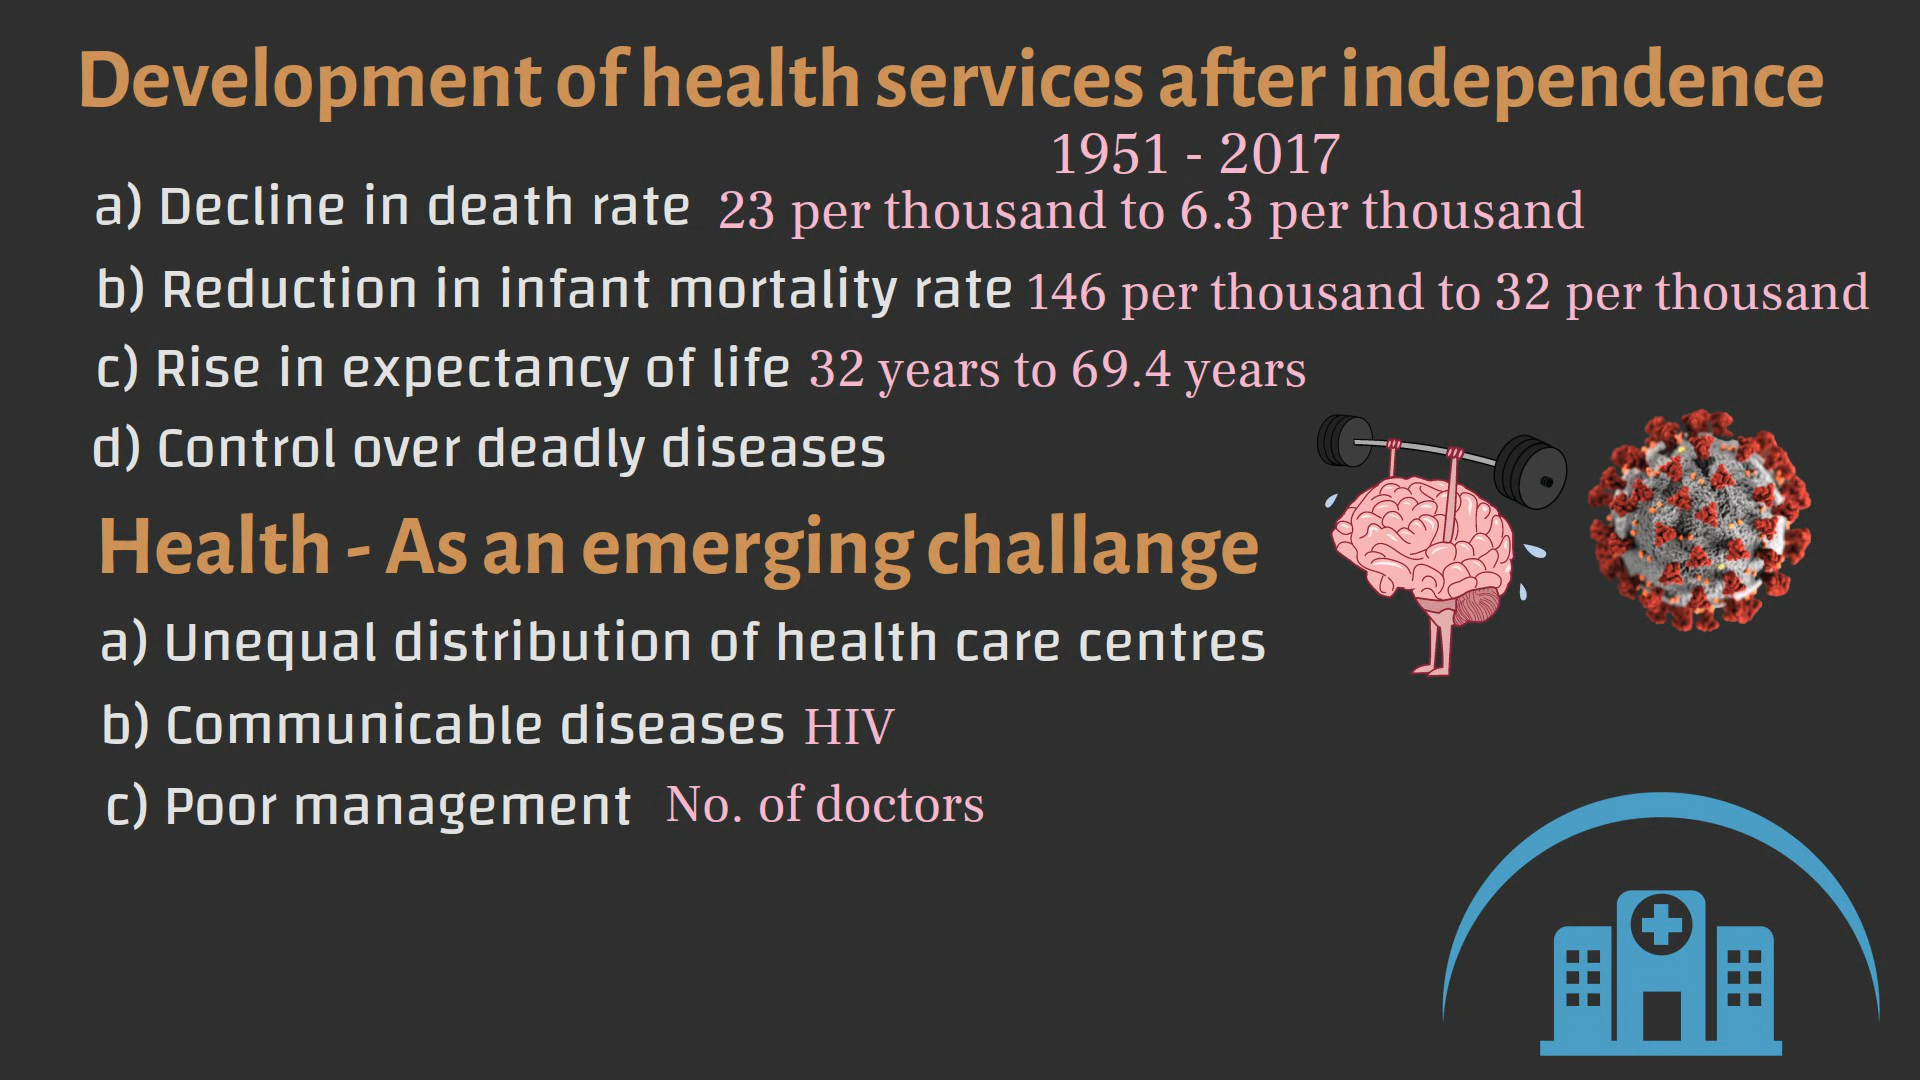 Development of health services after independence
1951 - 2017
a) Decline in death rate 23 per thousand to 6.3 per thousand
b) Reduction in infant mortality rate 146 per thousand to 32 per thousand
c) Rise in expectancy of life 32 years to 69.4 years
d) Control over deadly diseases
Health - As an emerging challange
a) Unequal distribution of health care centres
b) Communicable diseases HIV
c) Poor management No. of doctors